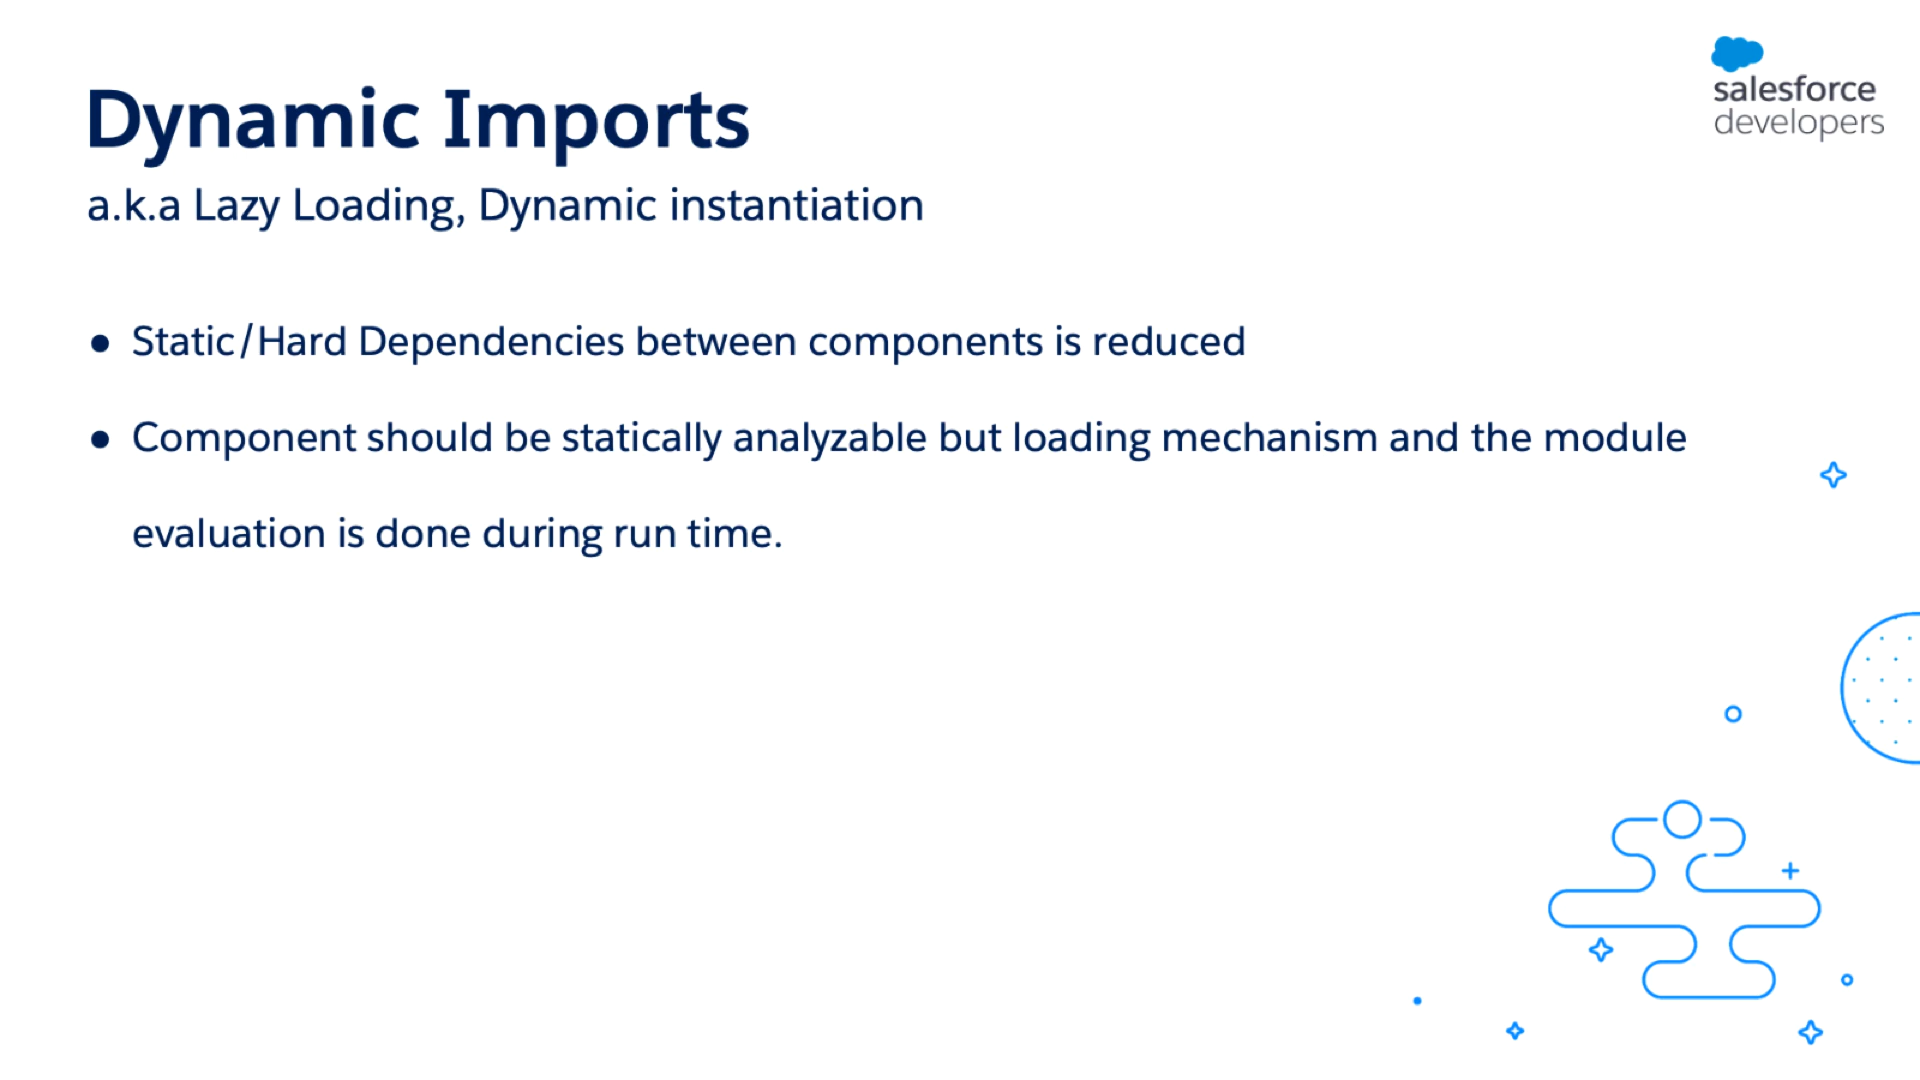 salesforce
developers
Dynamic Imports
a.k.a Lazy Loading, Dynamic instantiation
● Static/Hard Dependencies between components is reduced
● Component should be statically analyzable but loading mechanism and the module
evaluation is done during run time.